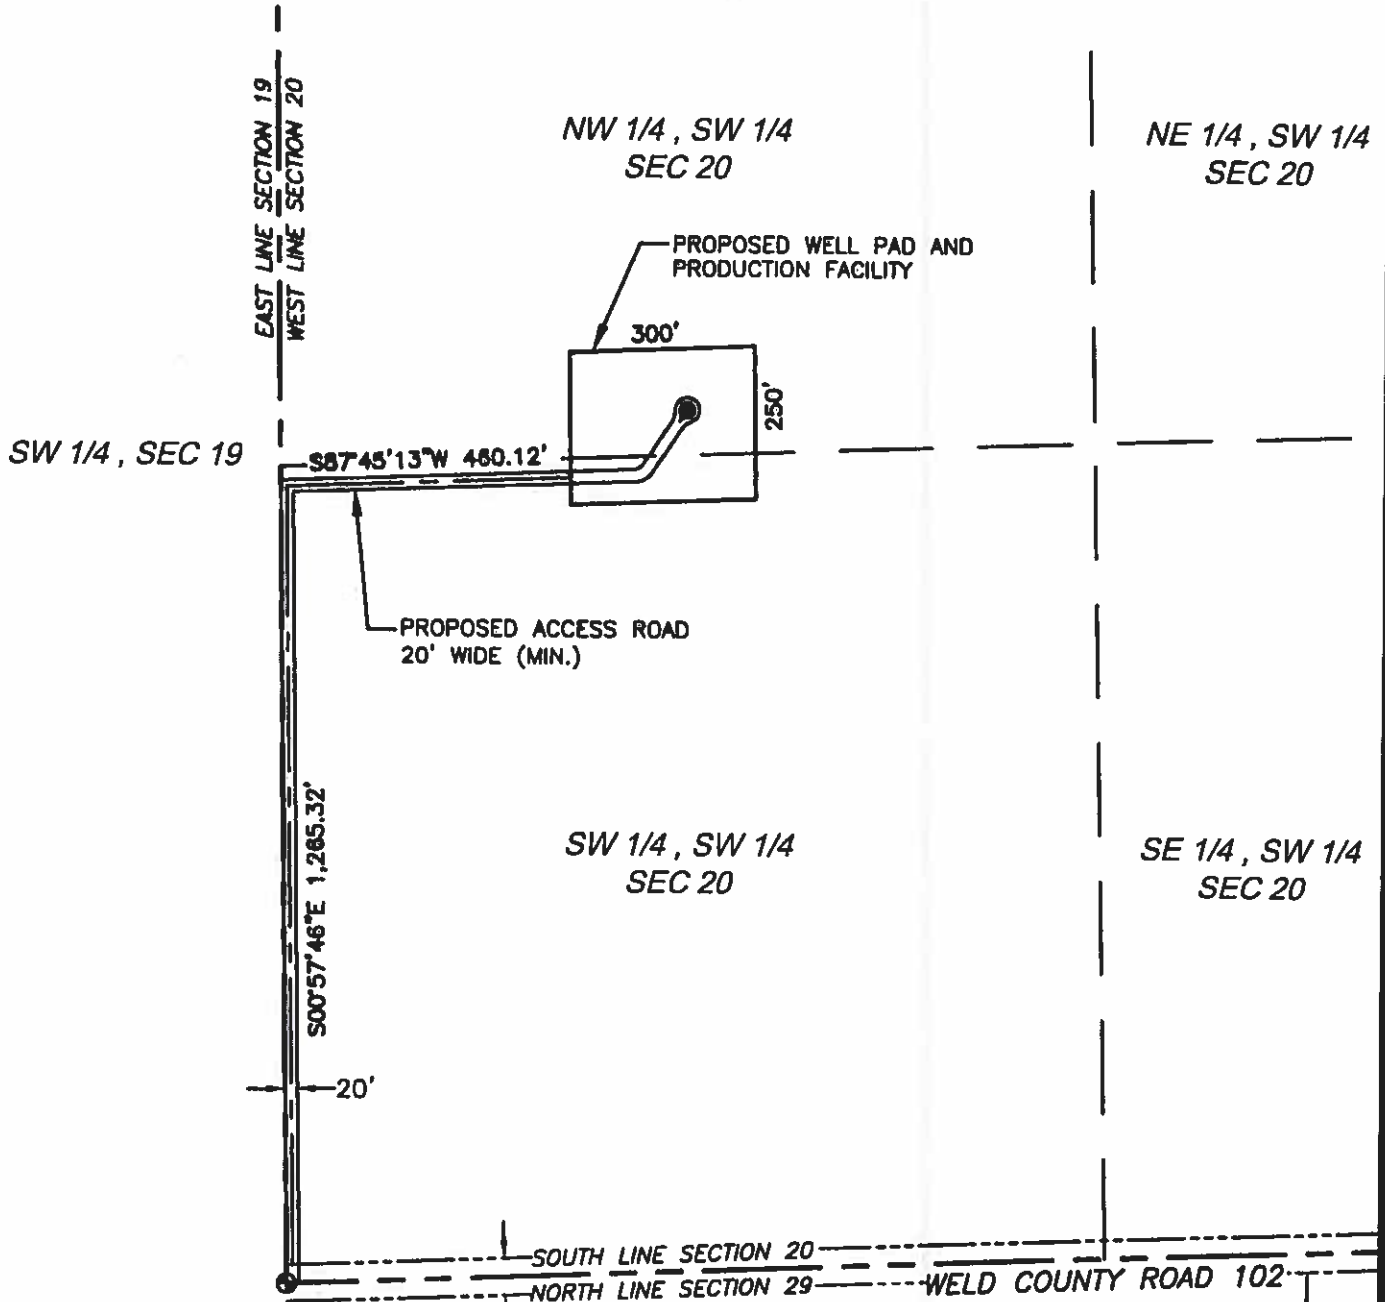 EAST LINE SECTION 19
WEST LINE SECTION 20
NW 1/4 , SW 1/4
SEC 20
NE 1/4 , SW 1/4
SEC 20
PROPOSED WELL PAD AND
PRODUCTION FACILITY
300'
250'
SW 1/4 , SEC 19
S87°45'13"W 460.12'
PROPOSED ACCESS ROAD
20' WIDE (MIN.)
S00°57'46"E 1,265.32'
SW 1/4 , SW 1/4
SEC 20
SE 1/4 , SW 1/4
SEC 20
20'
SOUTH LINE SECTION 20
NORTH LINE SECTION 29
WELD COUNTY ROAD 102